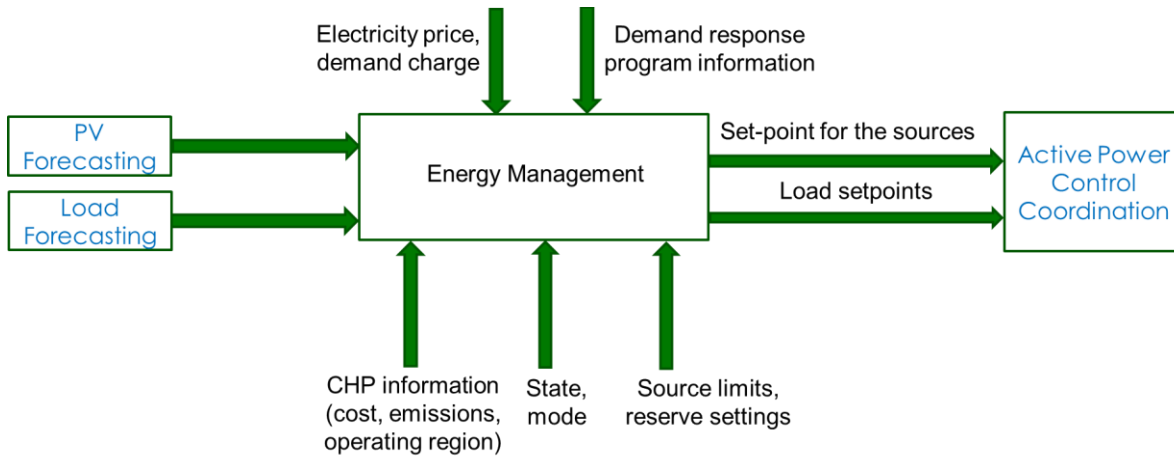 Electricity price,
demand charge
Demand response
program information
PV
Forecasting
Load
Forecasting
Energy Management
Set-point for the sources
Load setpoints
Active Power
Control
Coordination
CHP information
(cost, emissions,
operating region)
State,
mode
Source limits,
reserve settings